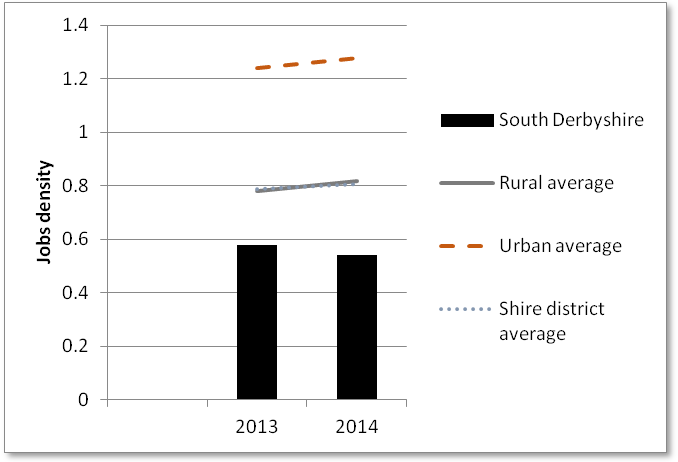 1.4
1.2
1
0.8
0.6
0.4
0.2
0
Jobs density
2013
2014
South Derbyshire
Rural average
Urban average
Shire district
average